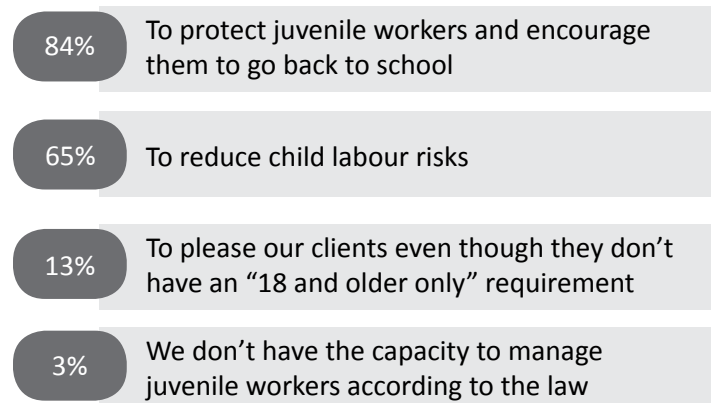 84%
To protect juvenile workers and encourage
them to go back to school
65%
To reduce child labour risks
13%
To please our clients even though they don’t
have an “18 and older only” requirement
3%
We don’t have the capacity to manage
juvenile workers according to the law